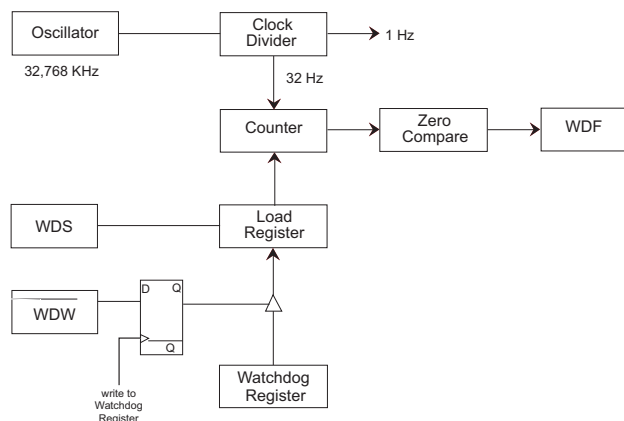 Oscillator
Clock
Divider
1 Hz
32,768 KHz
32 Hz
Counter
Zero
Compare
WDF
WDS
Load
Register
WDW
D
Q
Q
Watchdog
Register
write to
Watchdog
Register